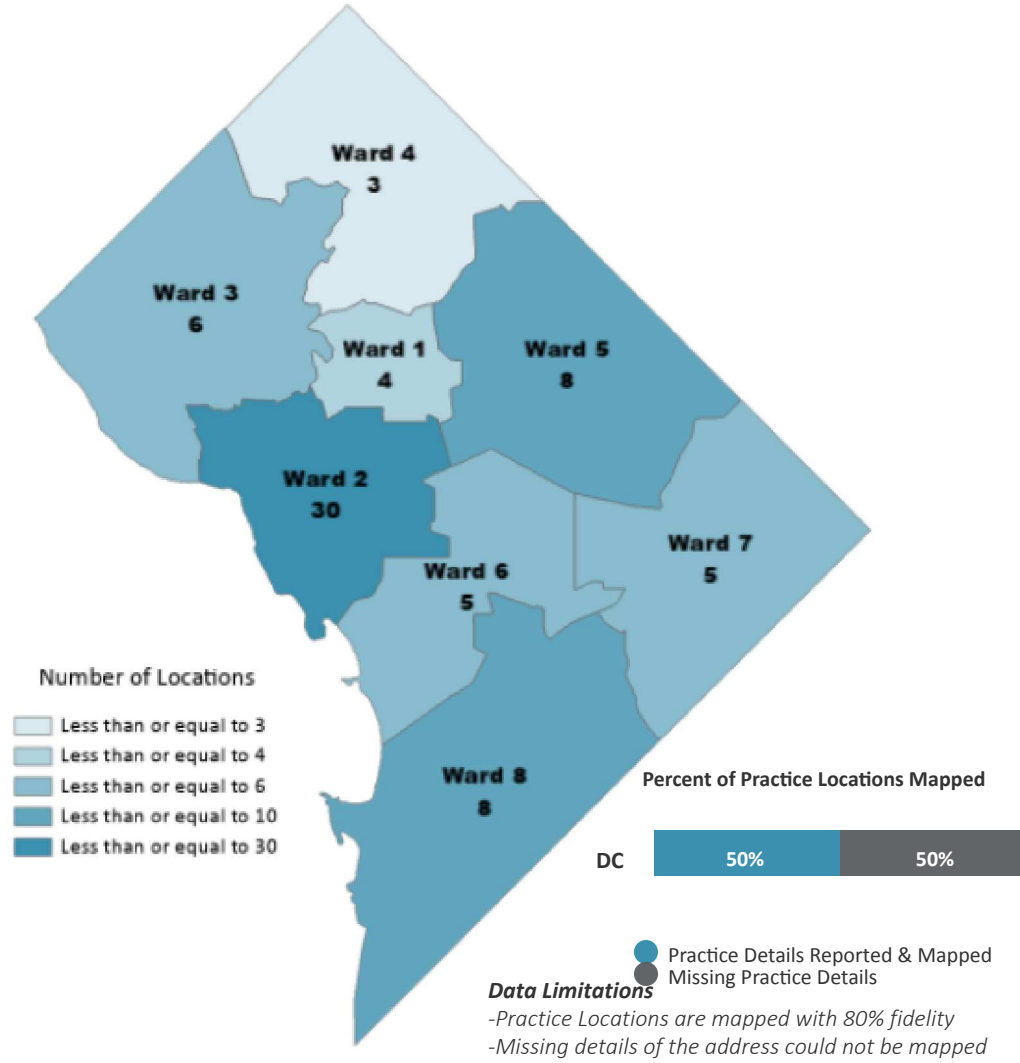 Ward 4
3
Ward 3
6
Ward 1
4
Ward 5
8
Ward 2
30
Ward 7
5
Ward 6
5
Ward 8
8
Number of Locations
Less than or equal to 3
Less than or equal to 4
Less than or equal to 6
Less than or equal to 10
Less than or equal to 30
Percent of Practice Locations Mapped
DC 50% 50%
Practice Details Reported & Mapped
Missing Practice Details
Data Limitations
-Practice Locations are mapped with 80% fidelity
-Missing details of the address could not be mapped